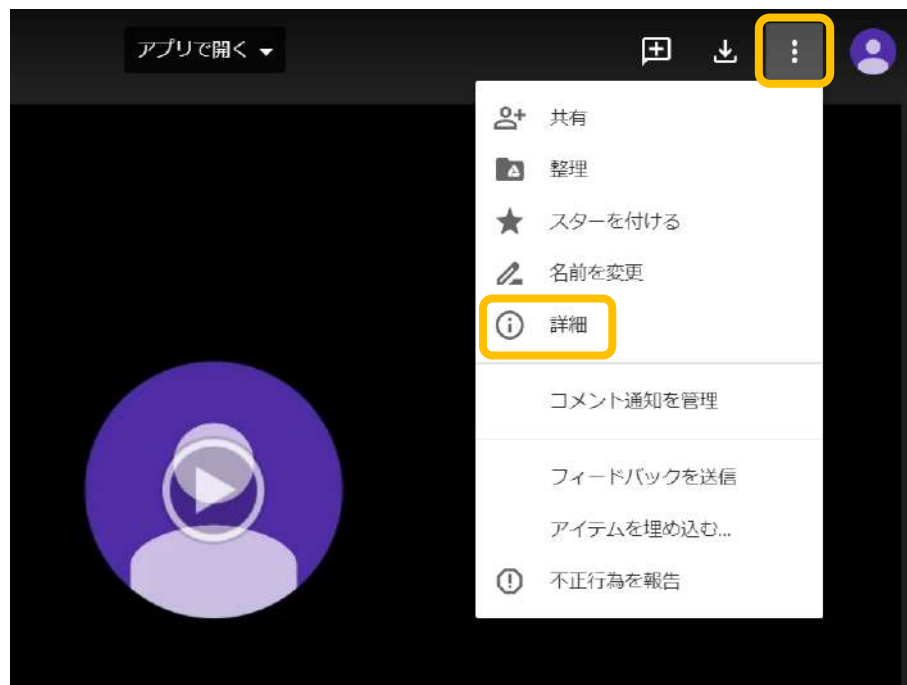 アプリで開く
共有
整理
スターを付ける
名前を変更
詳細
コメント通知を管理
フィードバックを送信
アイテムを埋め込む...
不正行為を報告